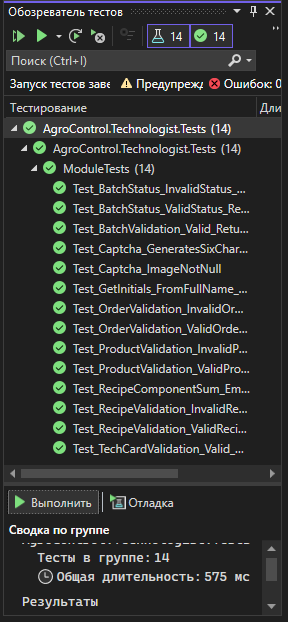 Обозреватель тестов
14 14
Поиск (Ctrl+I)
Запуск тестов заве Предупрежд Ошибок: 0
Тестирование Дли
AgroControl.Technologist.Tests (14)
AgroControl.Technologist.Tests (14)
ModuleTests (14)
Test_BatchStatus_InvalidStatus_...
Test_BatchStatus_ValidStatus_Re...
Test_BatchValidation_Valid_Retu...
Test_Captcha_GeneratesSixChar...
Test_Captcha_ImageNotNull
Test_GetInitials_FromFullName_...
Test_OrderValidation_InvalidOr...
Test_OrderValidation_ValidOrde...
Test_ProductValidation_InvalidP...
Test_ProductValidation_ValidPro...
Test_RecipeComponentSum_Em...
Test_RecipeValidation_InvalidRe...
Test_RecipeValidation_ValidReci...
Test_TechCardValidation_Valid_...
Выполнить Отладка
Сводка по группе
Тестов в группе: 14
Общая длительность: 575 мс
Результаты